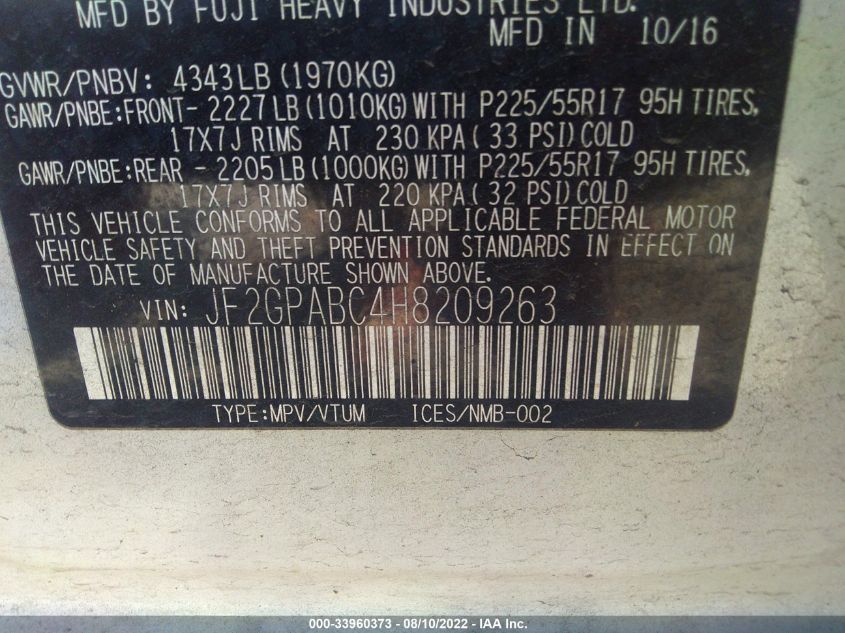 MFD BY FUJI HEAVY INDUSTRIES LTD.
MFD IN 10/16
GVWR/PNBV: 4343LB(1970KG)
GAWR/PNBE:FRONT- 2227LB(1010KG)WITH P225/55R17 95H TIRES,
17X7J RIMS AT 230 KPA(33 PSI)COLD
GAWR/PNBE:REAR - 2205LB(1000KG)WITH P225/55R17 95H TIRES,
17X7J RIMS AT 220 KPA(32 PSI)COLD
THIS VEHICLE CONFORMS TO ALL APPLICABLE FEDERAL MOTOR
VEHICLE SAFETY AND THEFT PREVENTION STANDARDS IN EFFECT ON
THE DATE OF MANUFACTURE SHOWN ABOVE.
VIN: JF2GPABC4H8209263
TYPE:MPV/VTUM ICES/NMB-002
000-33960373 - 08/10/2022 - IAA Inc.